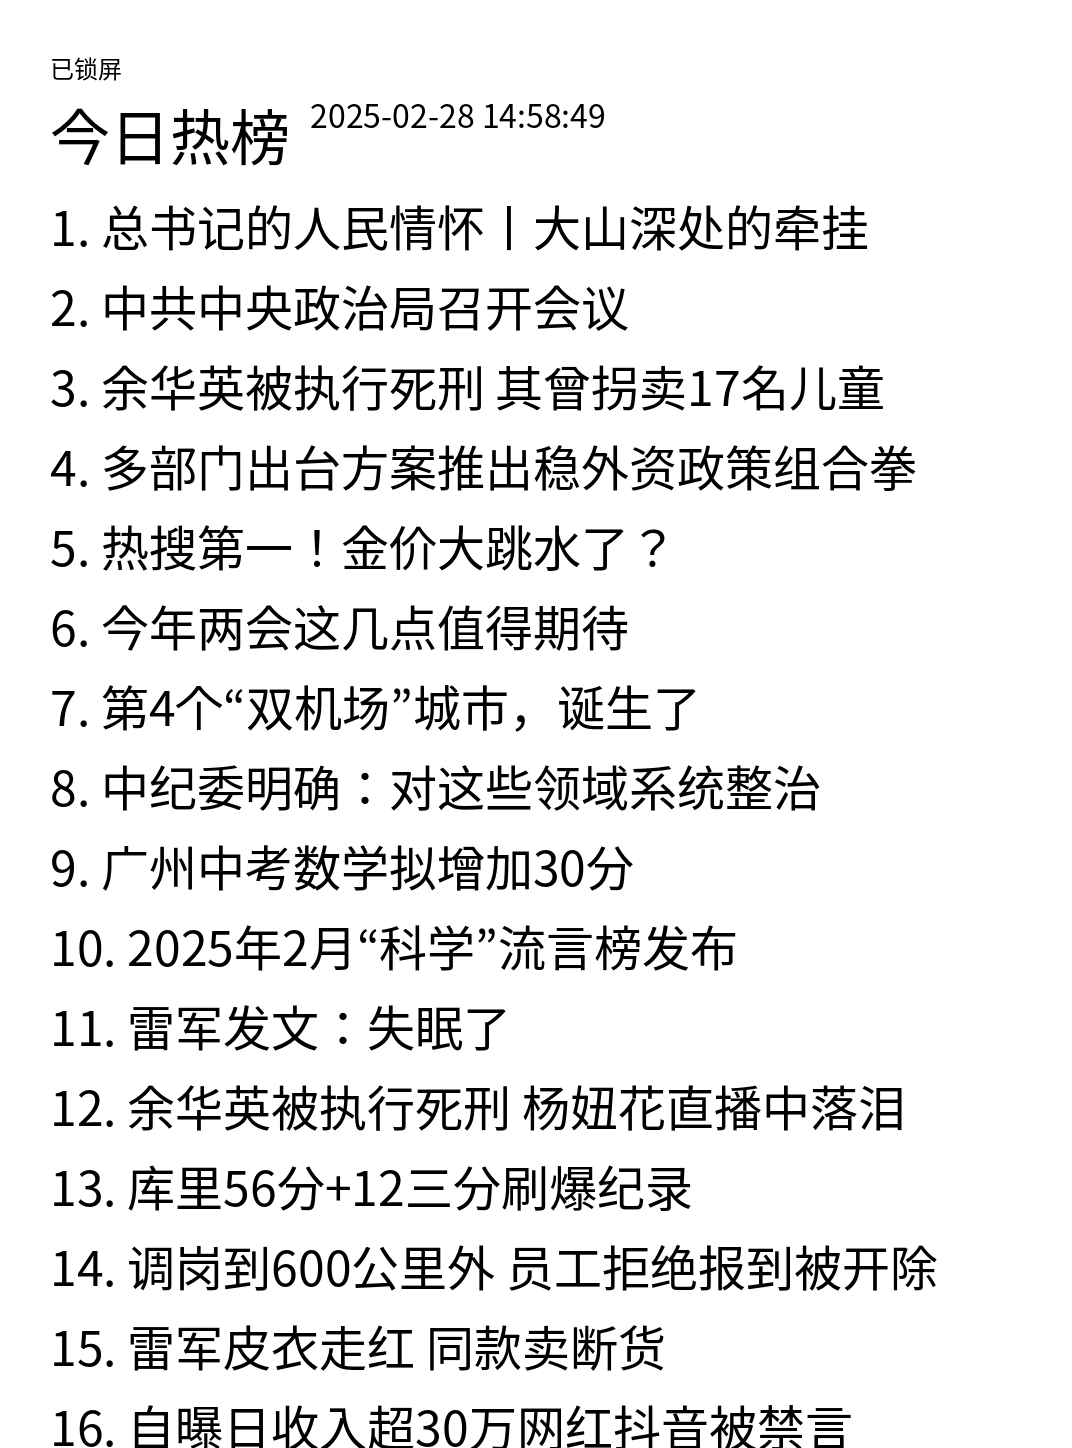 已锁屏
今日热榜 2025-02-28 14:58:49
1. 总书记的人民情怀丨大山深处的牵挂
2. 中共中央政治局召开会议
3. 余华英被执行死刑 其曾拐卖17名儿童
4. 多部门出台方案推出稳外资政策组合拳
5. 热搜第一！金价大跳水了？
6. 今年两会这几点值得期待
7. 第4个“双机场”城市，诞生了
8. 中纪委明确：对这些领域系统整治
9. 广州中考数学拟增加30分
10. 2025年2月“科学”流言榜发布
11. 雷军发文：失眠了
12. 余华英被执行死刑 杨妞花直播中落泪
13. 库里56分+12三分刷爆纪录
14. 调岗到600公里外 员工拒绝报到被开除
15. 雷军皮衣走红 同款卖断货
16. 自曝日收入超30万网红抖音被禁言